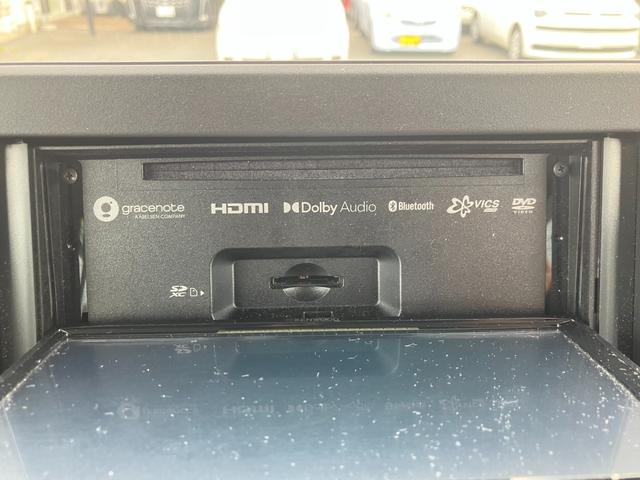 gracenote
A NIELSEN COMPANY
HDMI
Dolby Audio
Bluetooth
VICS
DVD
VIDEO
SD
XC